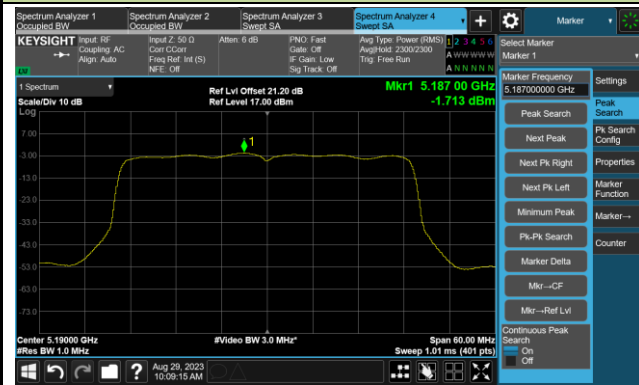 Spectrum Analyzer 1
Occupied BW
Spectrum Analyzer 2
Occupied BW
Spectrum Analyzer 3
Swept SA
Spectrum Analyzer 4
Swept SA
Marker
KEYSIGHT
Input: RF
Coupling: AC
Align: Auto
Input Z: 50 Ω
Corr CCorr
Freq Ref: Int (S)
NFE: Off
Atten: 6 dB
PNO: Fast
Gate: Off
IF Gain: Low
Sig Track: Off
Avg Type: Power (RMS)
Avg|Hold: 2300/2300
Trig: Free Run
1 2 3 4 5 6
A W W W W W
A N N N N N
LVI
Select Marker
Marker 1
1 Spectrum
Scale/Div 10 dB
Log
Ref Lvl Offset 21.20 dB
Ref Level 17.00 dBm
Mkr1 5.187 00 GHz
-1.713 dBm
7.00
-3.00
-13.0
-23.0
-33.0
-43.0
-53.0
-63.0
-73.0
1
Center 5.19000 GHz
#Res BW 1.0 MHz
#Video BW 3.0 MHz*
Span 60.00 MHz
Sweep 1.01 ms (401 pts)
Marker Frequency
5.187000000 GHz
Peak Search
Next Peak
Next Pk Right
Next Pk Left
Minimum Peak
Pk-Pk Search
Marker Delta
Mkr→CF
Mkr→Ref Lvl
Continuous Peak
Search
On
Off
Settings
Peak
Search
Pk Search
Config
Properties
Marker
Function
Marker→
Counter
Aug 29, 2023
10:09:15 AM